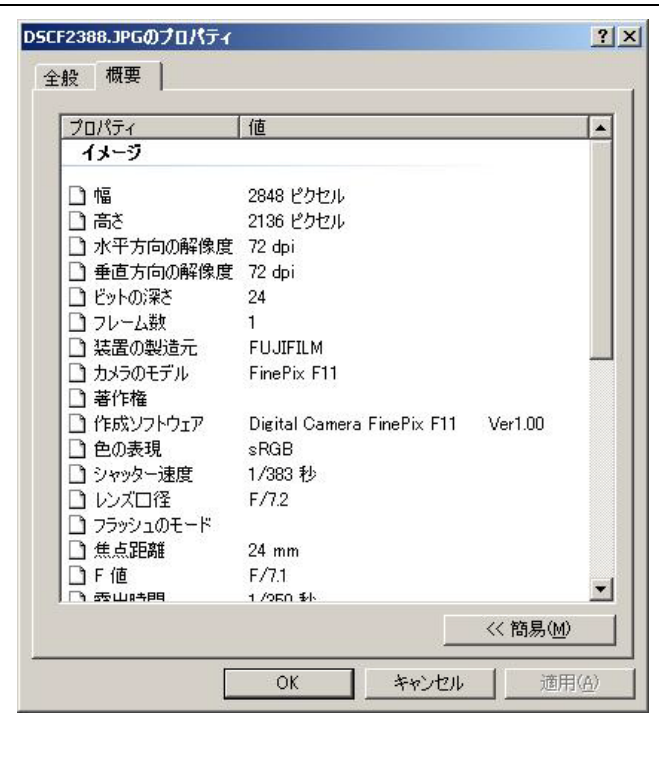 DSCF2388.JPGのプロパティ
全般 概要
プロパティ 値
イメージ
幅 2848 ピクセル
高さ 2136 ピクセル
水平方向の解像度 72 dpi
垂直方向の解像度 72 dpi
ビットの深さ 24
フレーム数 1
装置の製造元 FUJIFILM
カメラのモデル FinePix F11
著作権
作成ソフトウェア Digital Camera FinePix F11 Ver1.00
色の表現 sRGB
シャッター速度 1/383 秒
レンズ口径 F/7.2
フラッシュのモード
焦点距離 24 mm
F 値 F/7.1
露出時間 1/250 秒
<< 簡易(M)
OK キャンセル 適用(A)